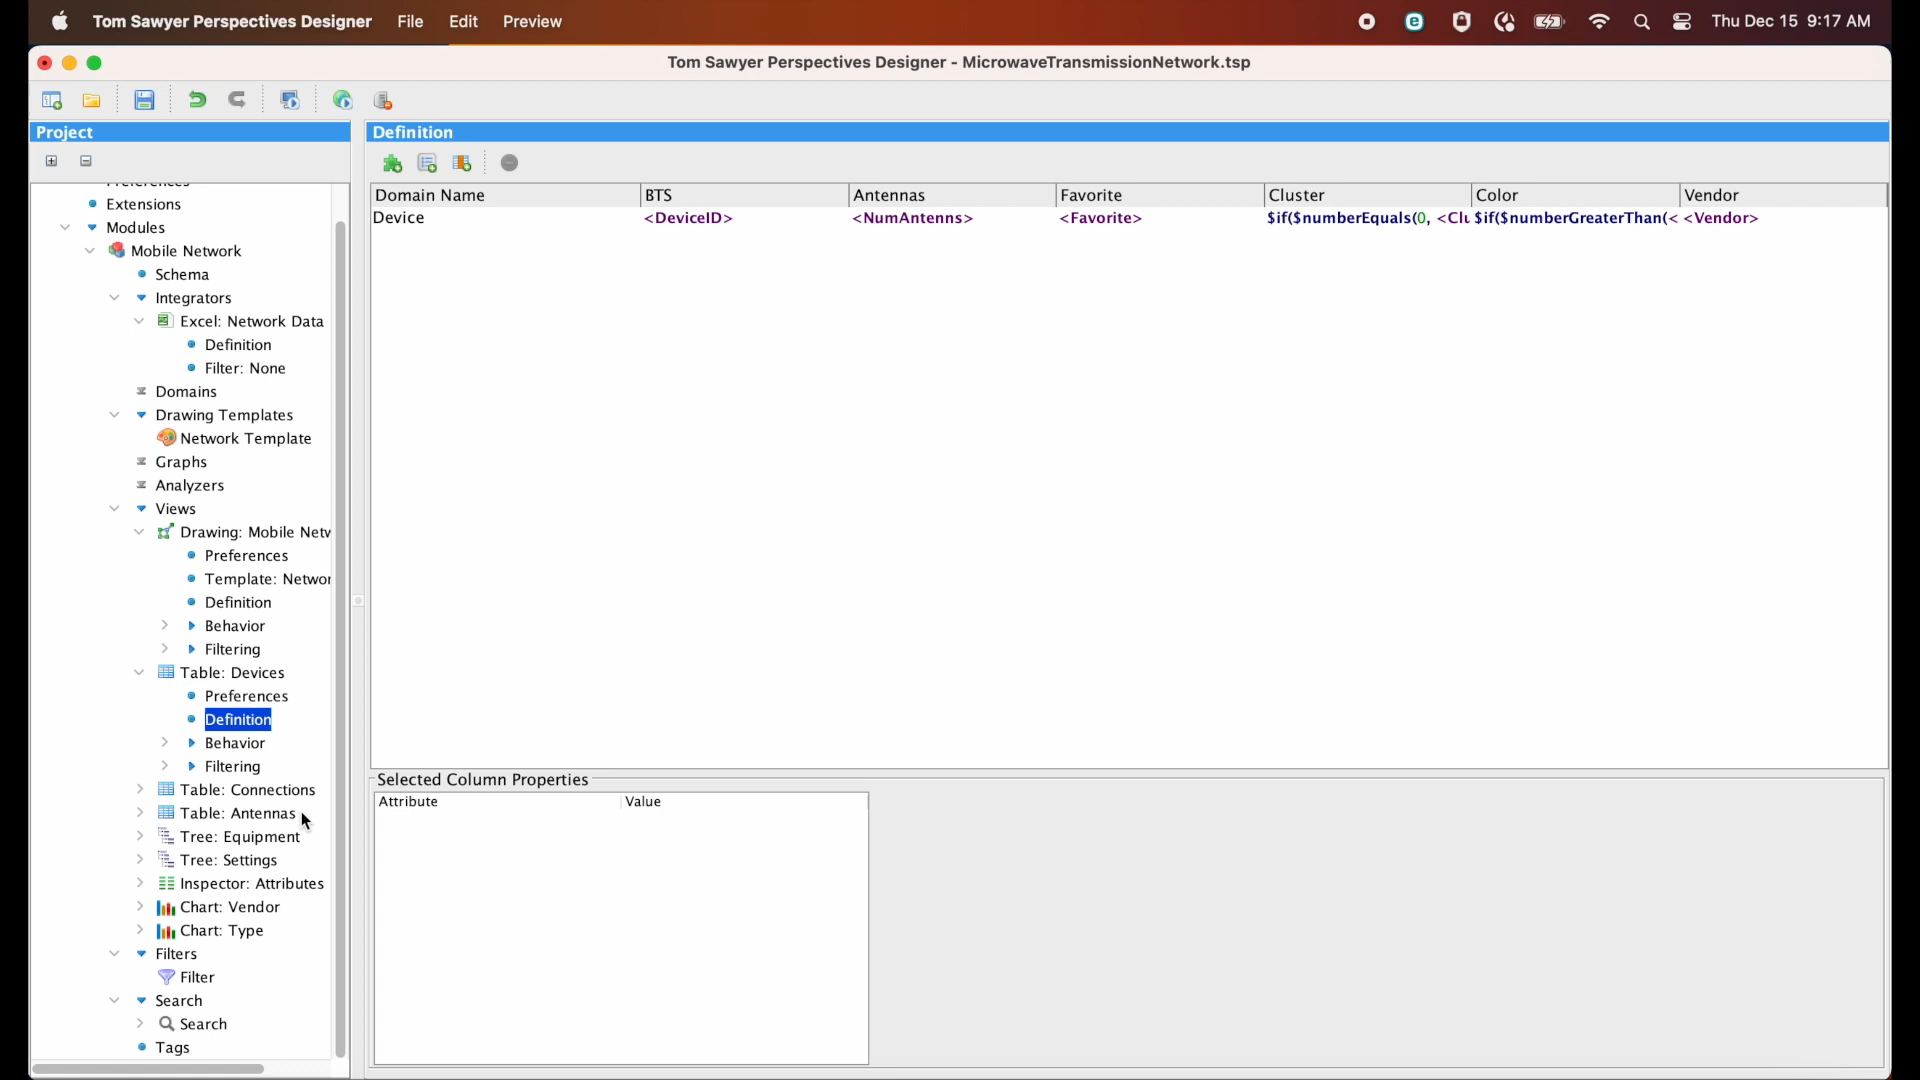 Tom Sawyer Perspectives Designer File Edit Preview Thu Dec 15 9:17 AM
Tom Sawyer Perspectives Designer - MicrowaveTransmissionNetwork.tsp
Project
Extensions
Modules
Mobile Network
Schema
Integrators
Excel: Network Data
Definition
Filter: None
Domains
Drawing Templates
Network Template
Graphs
Analyzers
Views
Drawing: Mobile Netw
Preferences
Template: Networ
Definition
Behavior
Filtering
Table: Devices
Preferences
Definition
Behavior
Filtering
Table: Connections
Table: Antennas
Tree: Equipment
Tree: Settings
Inspector: Attributes
Chart: Vendor
Chart: Type
Filters
Filter
Search
Search
Tags
Definition
Domain Name BTS Antennas Favorite Cluster Color Vendor
Device <DeviceID> <NumAntenns> <Favorite> $if($numberEquals(0, <Clu $if($numberGreaterThan(< <Vendor>
Selected Column Properties
Attribute Value